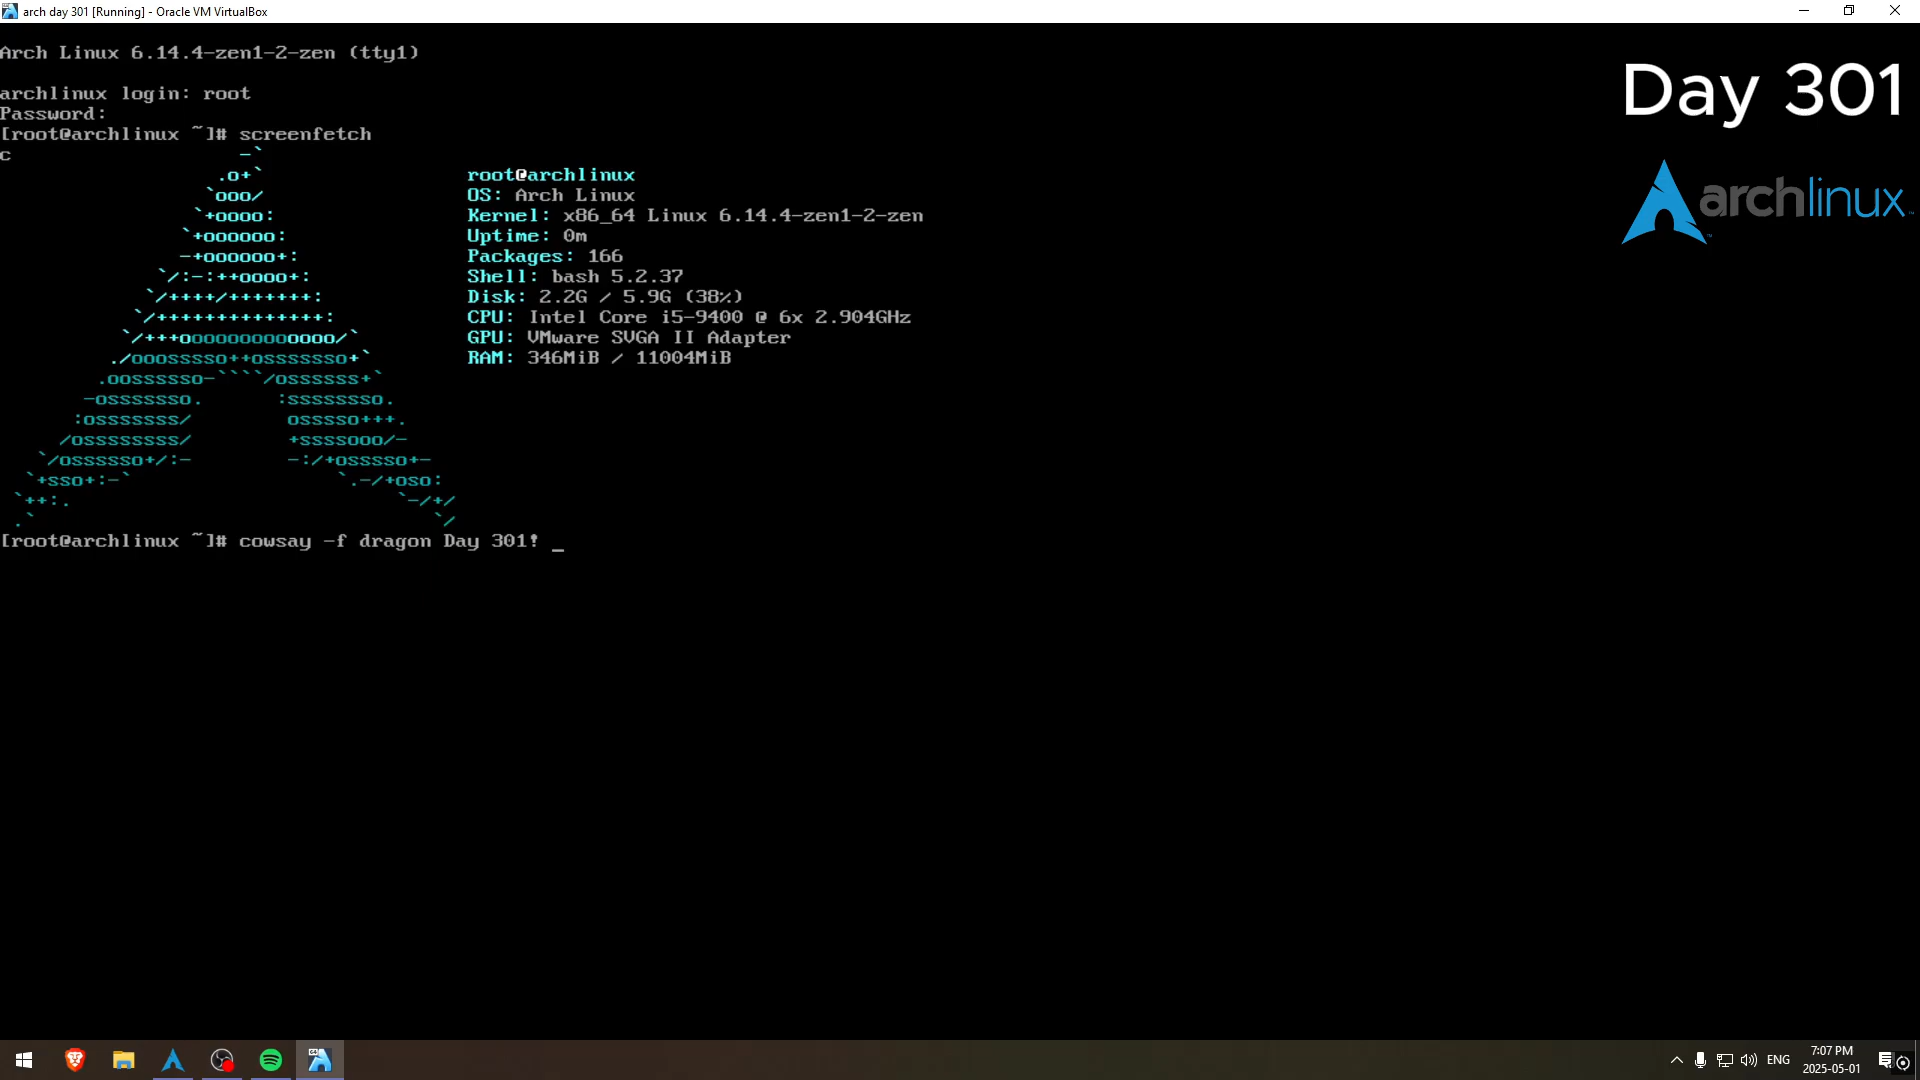 arch day 301 [Running] - Oracle VM VirtualBox
Arch Linux 6.14.4-zen1-2-zen (tty1)
archlinux login: root
Password:
[root@archlinux ~]# screenfetch
c                   -`
                  .o+`
                 `ooo/
                `+oooo:
               `+oooooo:
               -+oooooo+:
             `/:-:++oooo+:
            `/++++/+++++++:
           `/++++++++++++++:
          `/+++ooooooooooooo/`
         ./ooosssso++osssssso+`
        .oossssso-````/ossssss+`
       -osssssso.      :ssssssso.
      :osssssss/        osssso+++.
     /ossssssss/        +ssssooo/-
   `/ossssso+/:-        -:/+osssso+-
  `+sso+:-`                 `.-/+oso:
 `++:.                           `-/+/
 .`                                 `/
root@archlinux
OS: Arch Linux
Kernel: x86_64 Linux 6.14.4-zen1-2-zen
Uptime: 0m
Packages: 166
Shell: bash 5.2.37
Disk: 2.2G / 5.9G (38%)
CPU: Intel Core i5-9400 @ 6x 2.904GHz
GPU: VMware SVGA II Adapter
RAM: 346MiB / 11004MiB
[root@archlinux ~]# cowsay -f dragon Day 301! _
Day 301
archlinux™
ENG
7:07 PM
2025-05-01